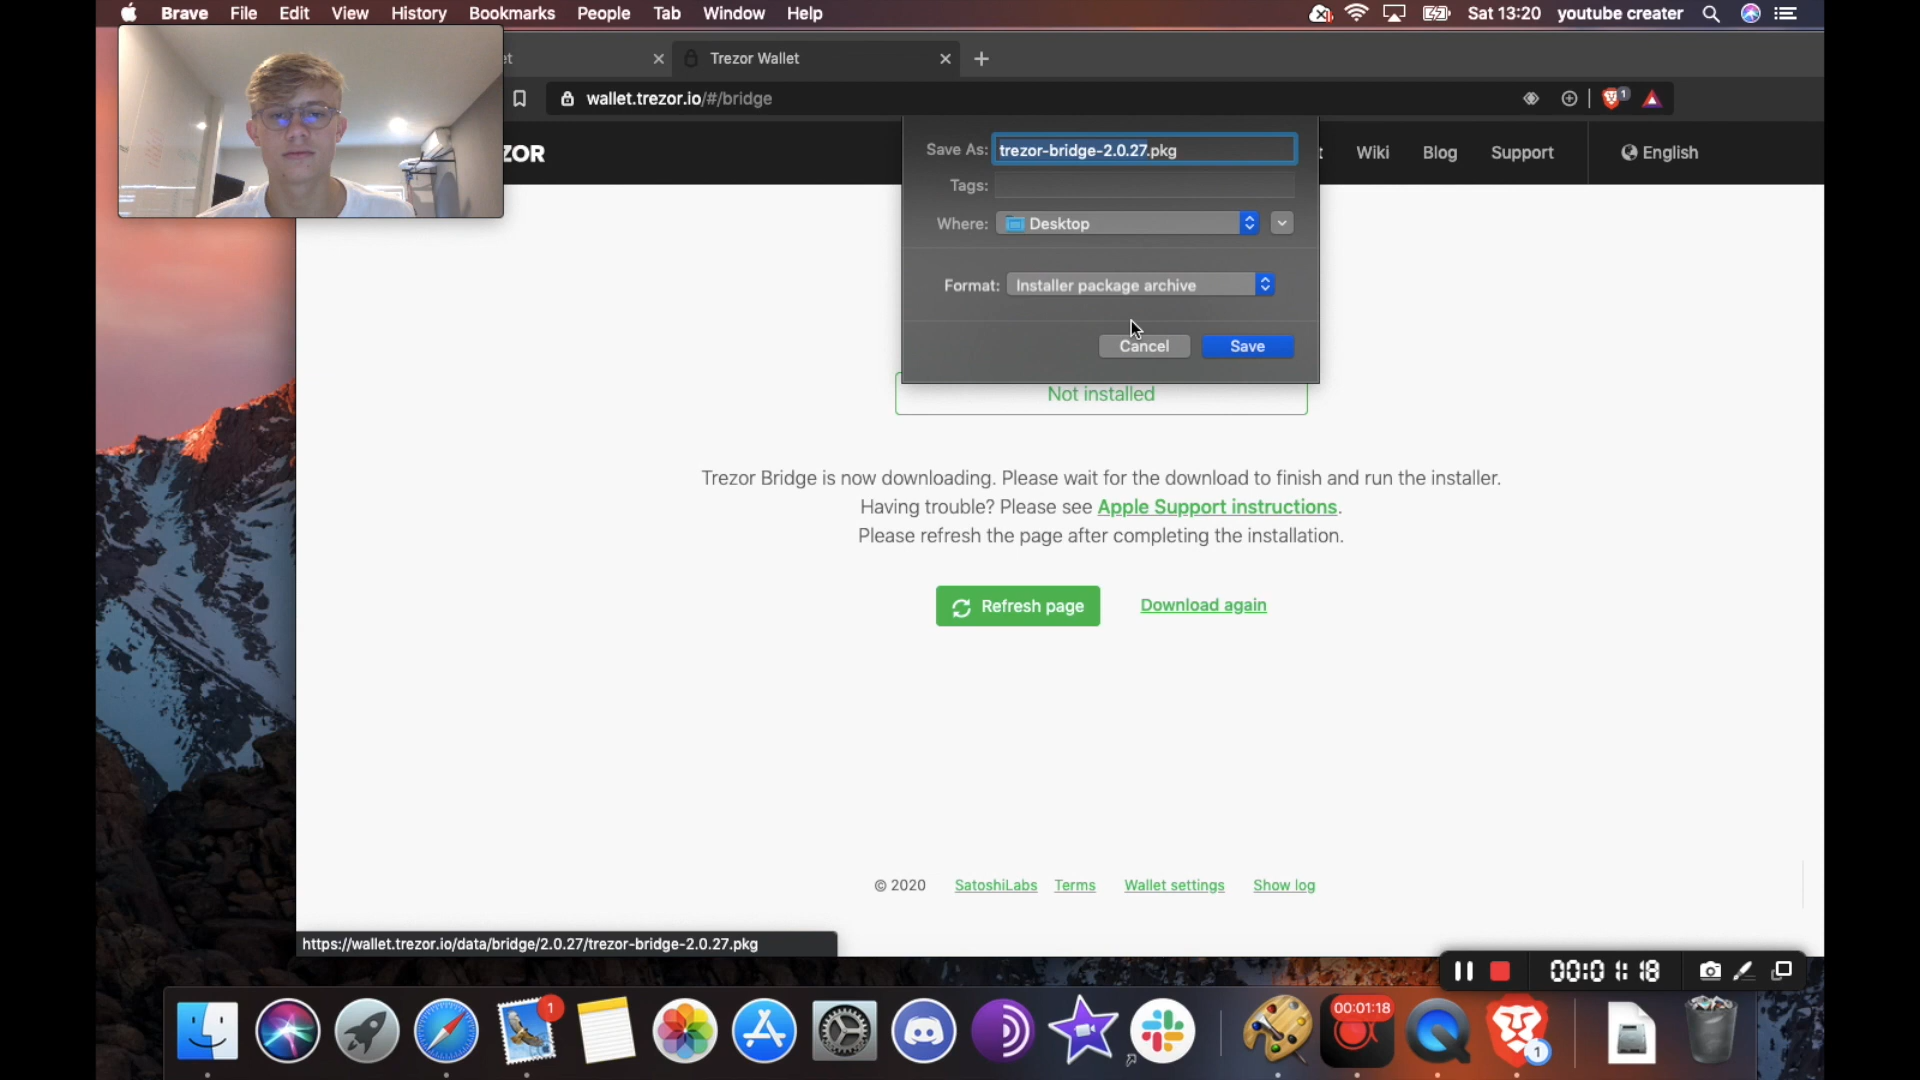 Brave File Edit View History Bookmarks People Tab Window Help
Sat 13:20 youtube creater
et
Trezor Wallet
wallet.trezor.io/#/bridge
1
ZOR
t Wiki Blog Support English
Save As: trezor-bridge-2.0.27.pkg
Tags:
Where: Desktop
Format: Installer package archive
Cancel Save
Not installed
Trezor Bridge is now downloading. Please wait for the download to finish and run the installer.
Having trouble? Please see Apple Support instructions.
Please refresh the page after completing the installation.
Refresh page Download again
© 2020 SatoshiLabs Terms Wallet settings Show log
https://wallet.trezor.io/data/bridge/2.0.27/trezor-bridge-2.0.27.pkg
00:01:18
1
00:01:18
1